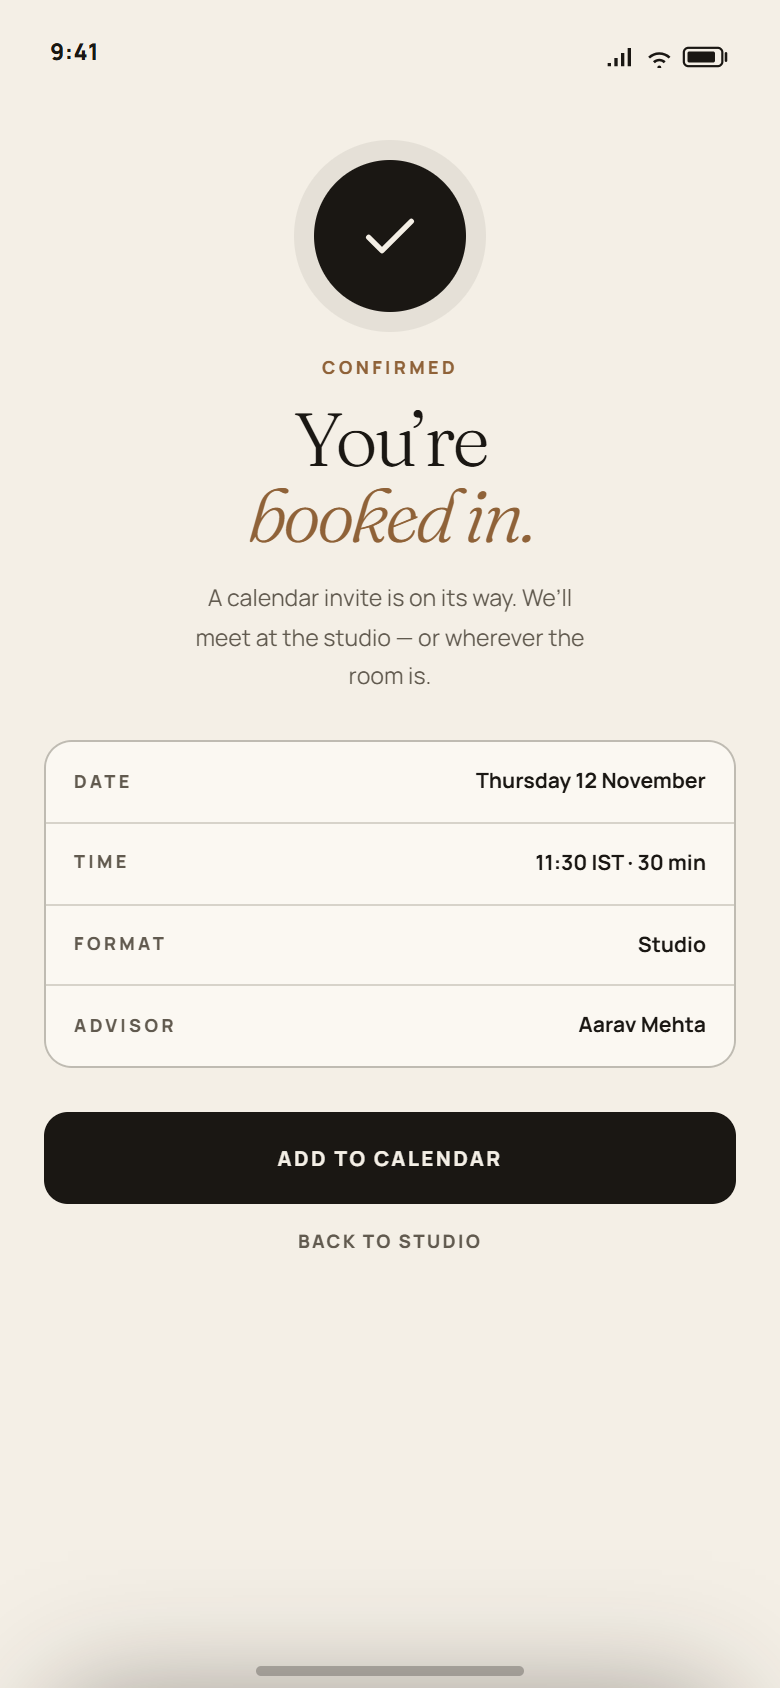 9:41
CONFIRMED
You’re
booked in.
A calendar invite is on its way. We’ll
meet at the studio — or wherever the
room is.
DATE Thursday 12 November
TIME 11:30 IST · 30 min
FORMAT Studio
ADVISOR Aarav Mehta
ADD TO CALENDAR
BACK TO STUDIO